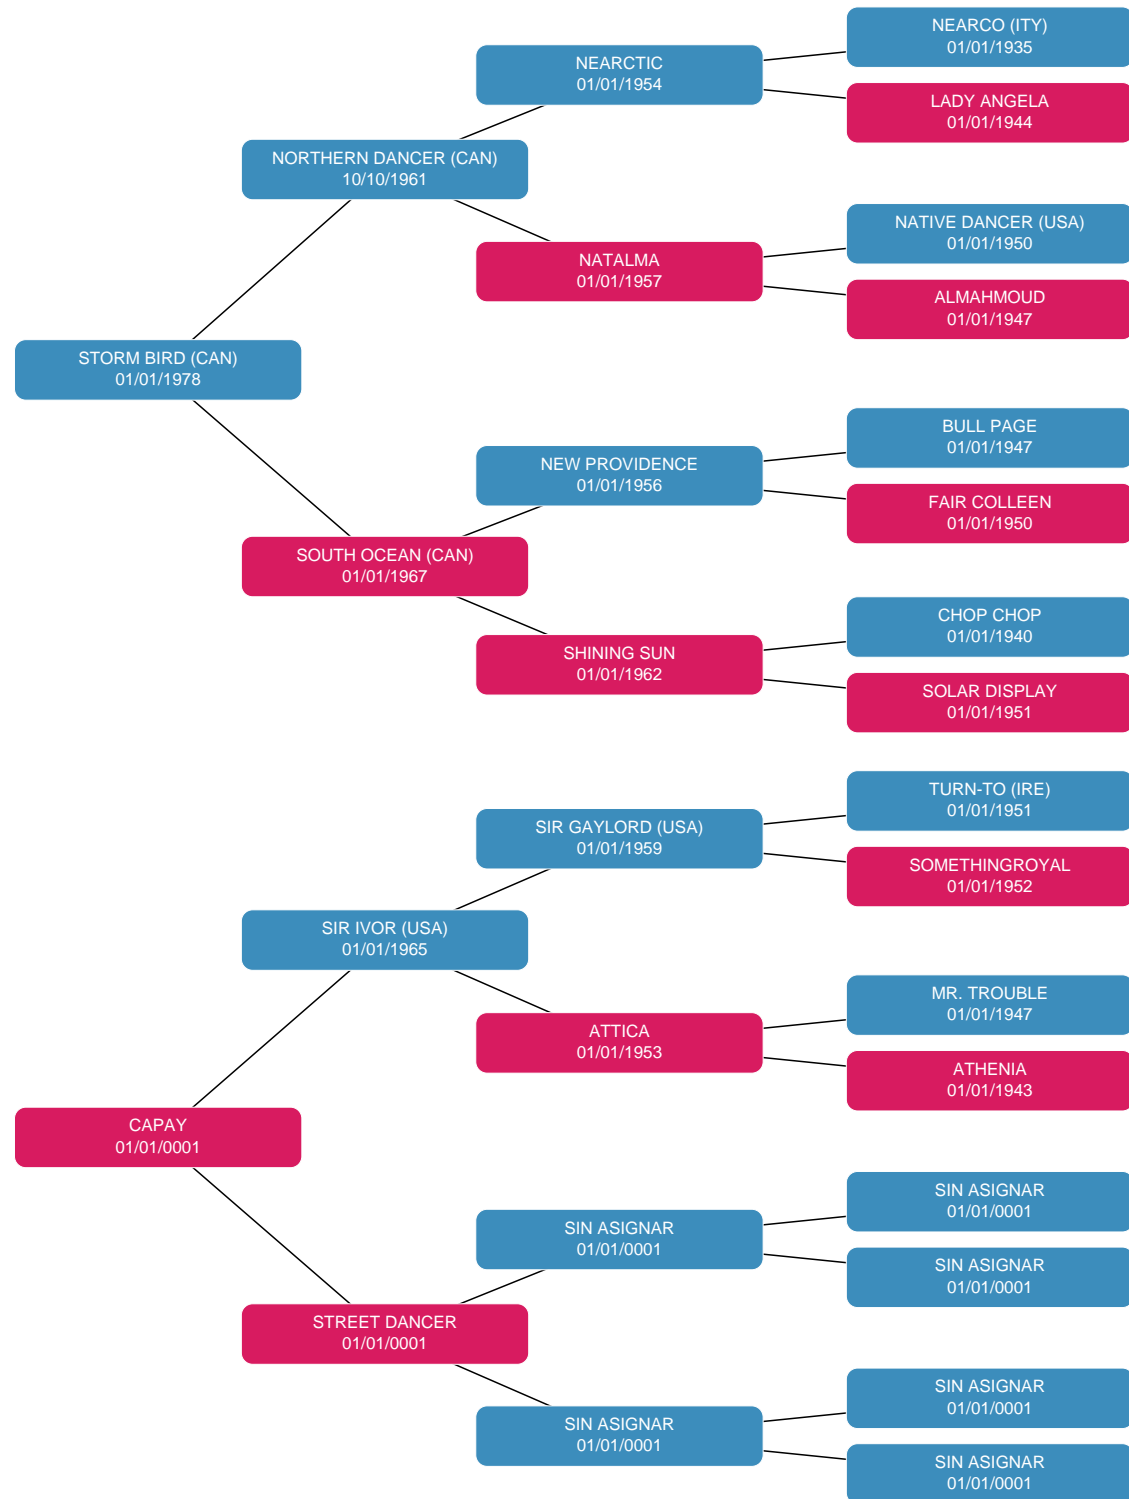 NEARCO (ITY)
01/01/1935
NEARCTIC
01/01/1954
LADY ANGELA
01/01/1944
NORTHERN DANCER (CAN)
10/10/1961
NATIVE DANCER (USA)
01/01/1950
NATALMA
01/01/1957
ALMAHMOUD
01/01/1947
STORM BIRD (CAN)
01/01/1978
BULL PAGE
01/01/1947
NEW PROVIDENCE
01/01/1956
FAIR COLLEEN
01/01/1950
SOUTH OCEAN (CAN)
01/01/1967
CHOP CHOP
01/01/1940
SHINING SUN
01/01/1962
SOLAR DISPLAY
01/01/1951
TURN-TO (IRE)
01/01/1951
SIR GAYLORD (USA)
01/01/1959
SOMETHINGROYAL
01/01/1952
SIR IVOR (USA)
01/01/1965
MR. TROUBLE
01/01/1947
ATTICA
01/01/1953
ATHENIA
01/01/1943
CAPAY
01/01/0001
SIN ASIGNAR
01/01/0001
SIN ASIGNAR
01/01/0001
SIN ASIGNAR
01/01/0001
STREET DANCER
01/01/0001
SIN ASIGNAR
01/01/0001
SIN ASIGNAR
01/01/0001
SIN ASIGNAR
01/01/0001